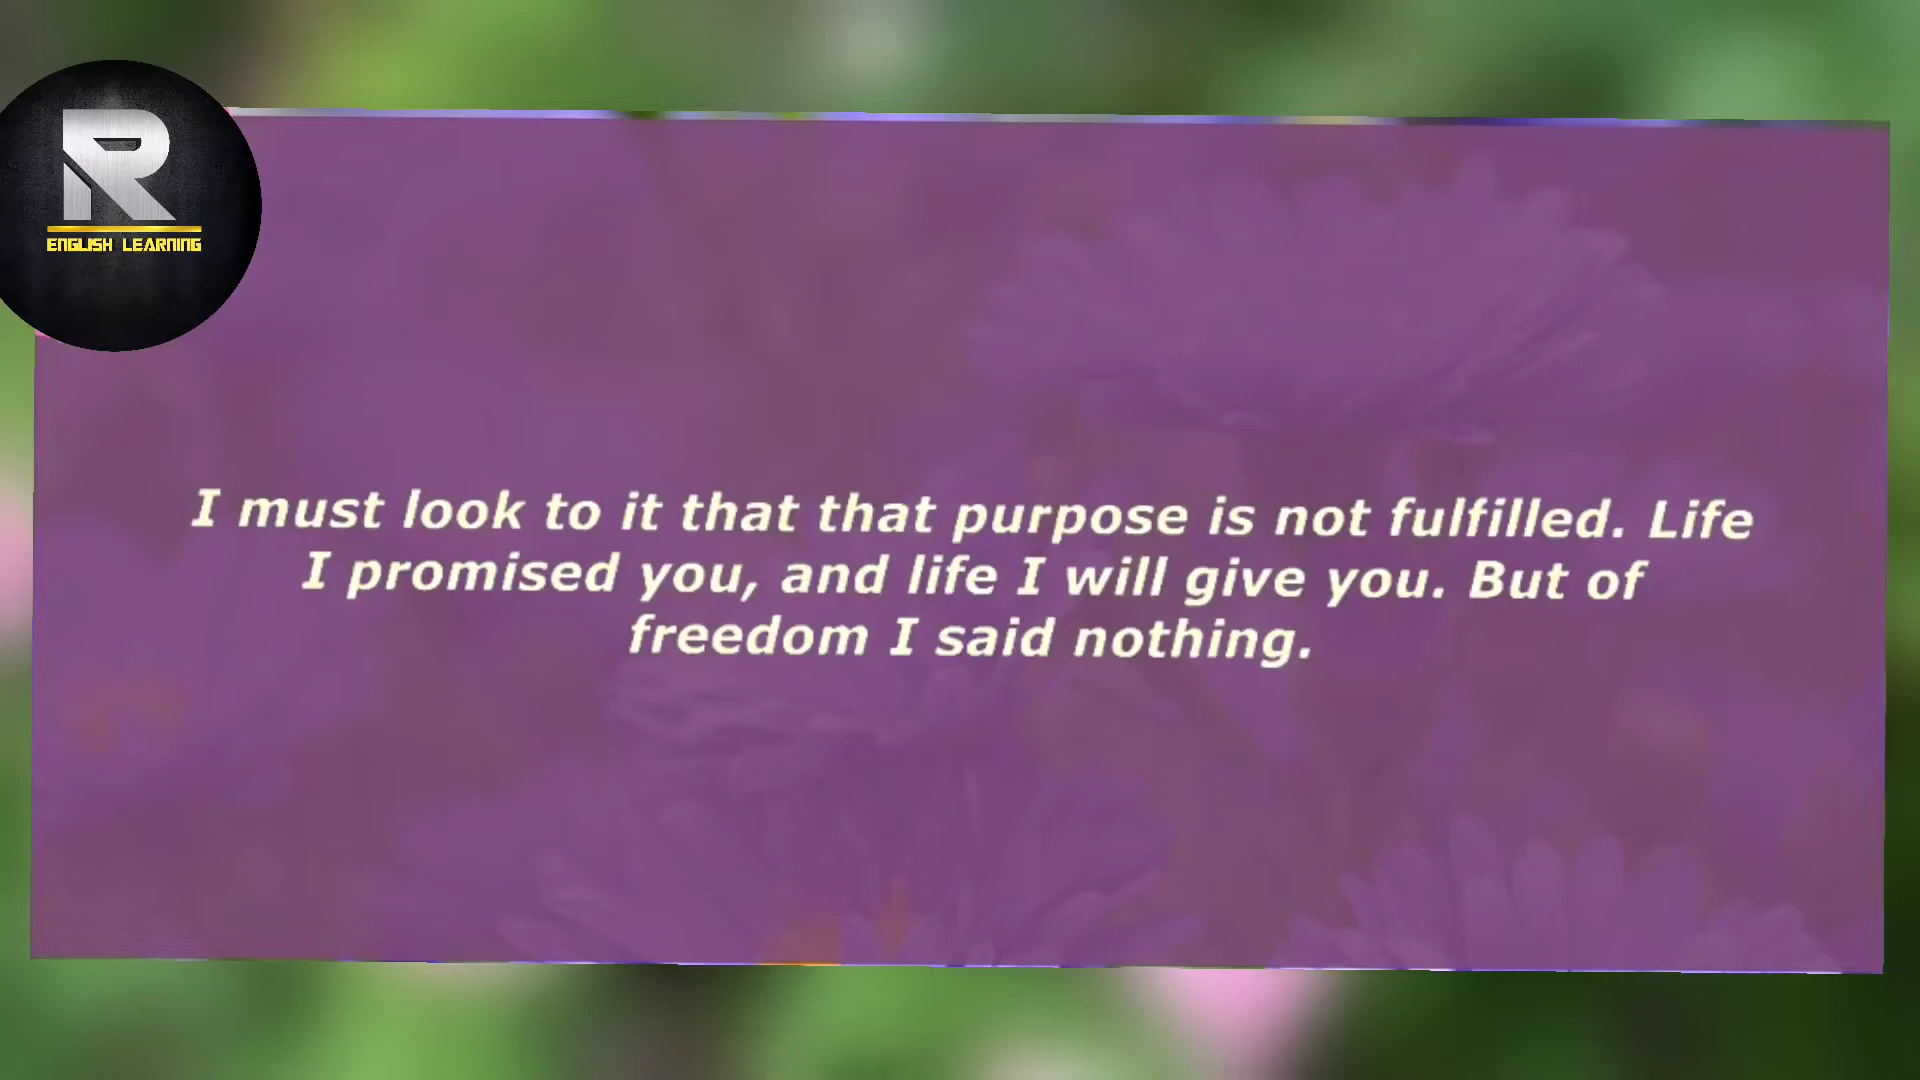 R
ENGLISH LEARNING
I must look to it that that purpose is not fulfilled. Life
I promised you, and life I will give you. But of
freedom I said nothing.